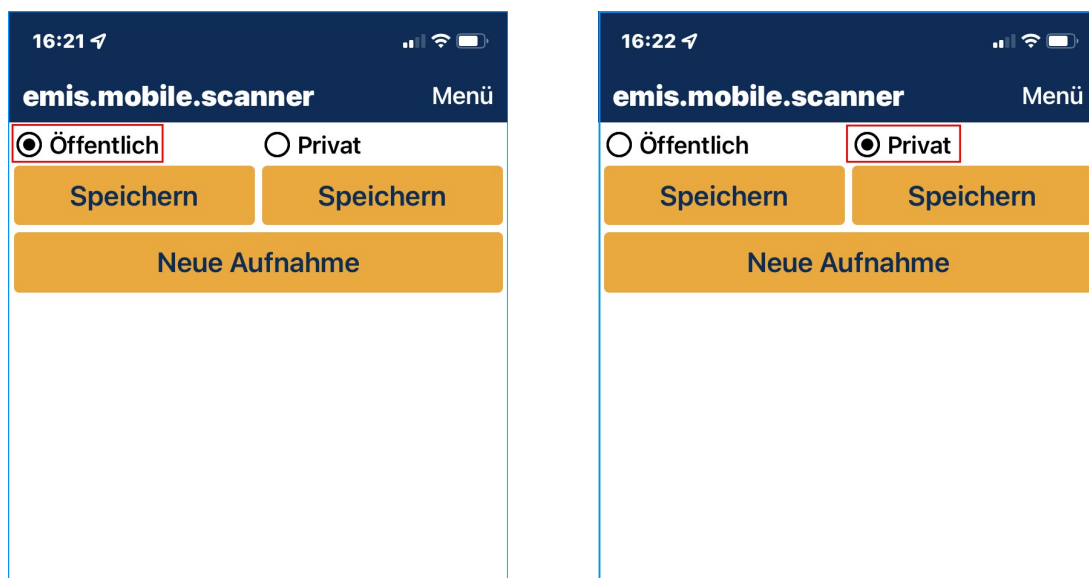 16:21
emis.mobile.scanner Menü
Öffentlich Privat
Speichern Speichern
Neue Aufnahme
16:22
emis.mobile.scanner Menü
Öffentlich Privat
Speichern Speichern
Neue Aufnahme